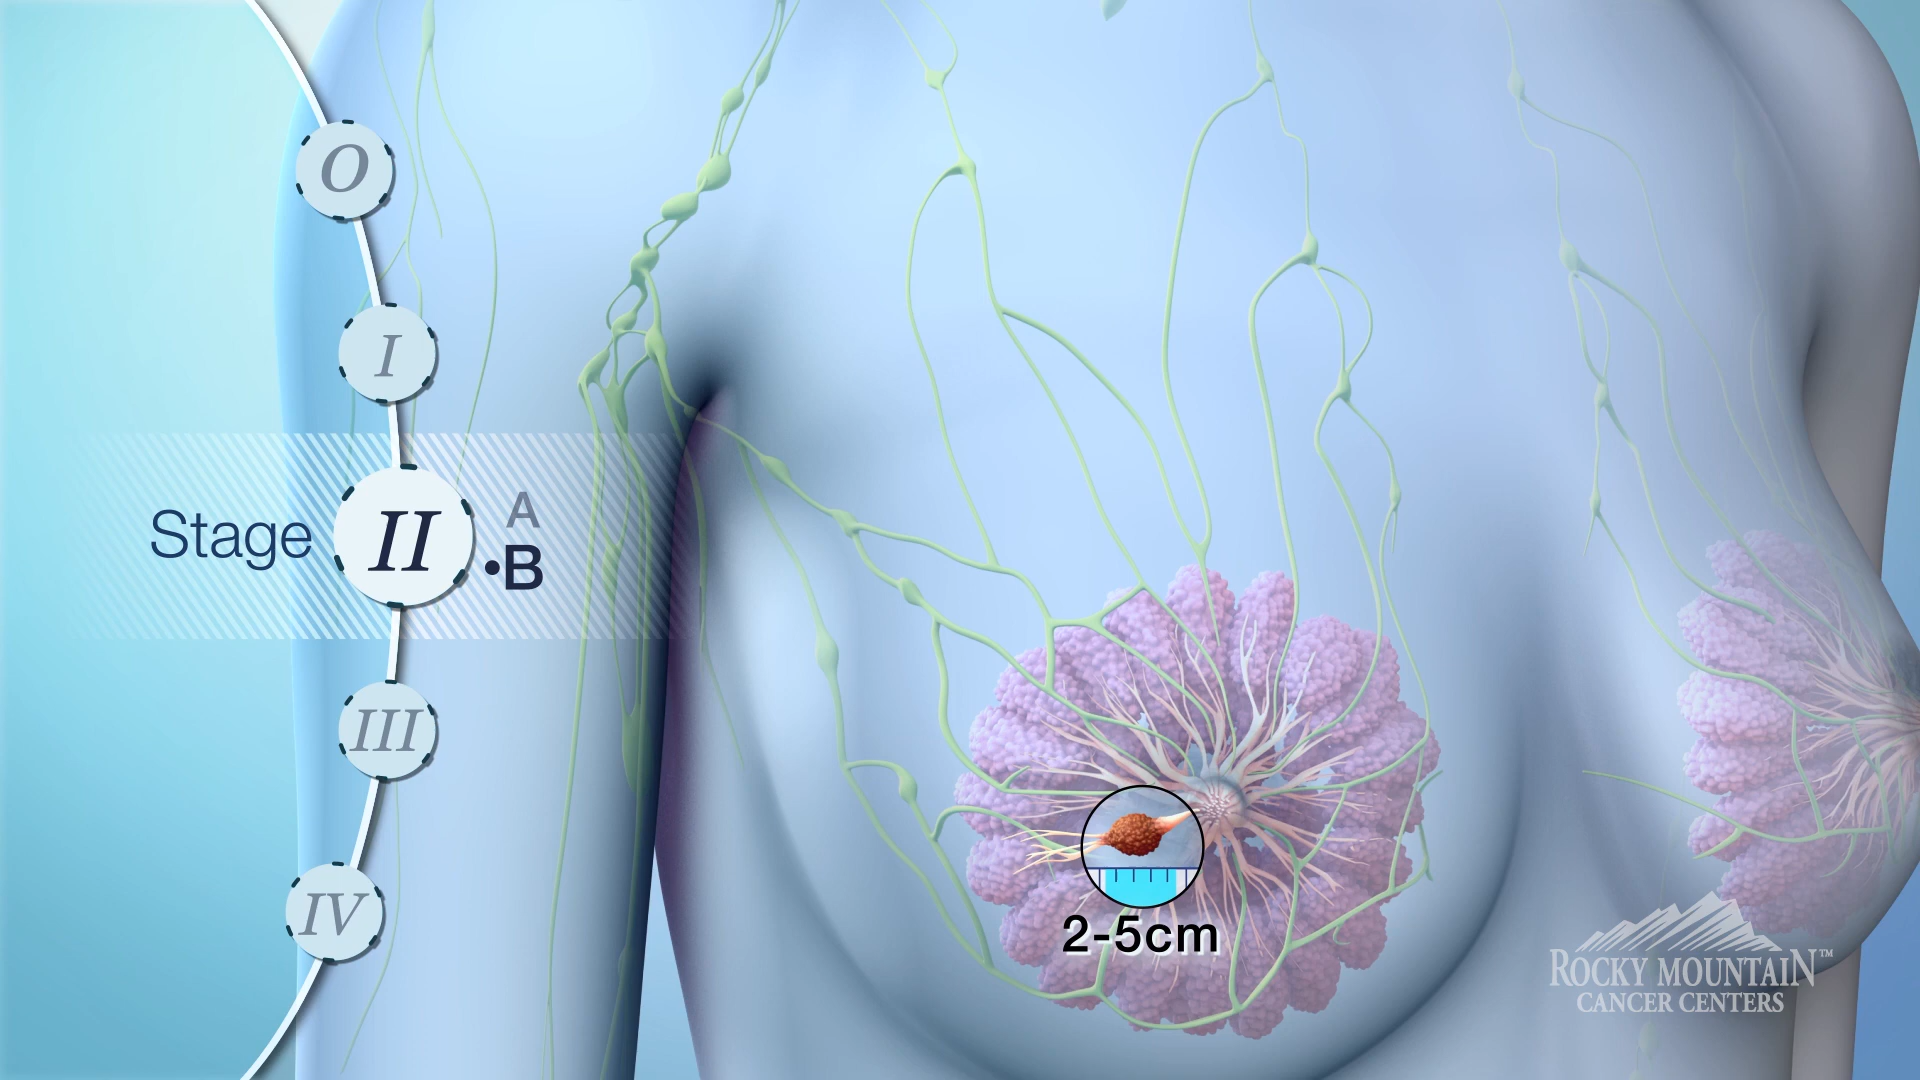 O
I
Stage II
A
•B
III
IV
2-5cm
ROCKY MOUNTAIN™
CANCER CENTERS